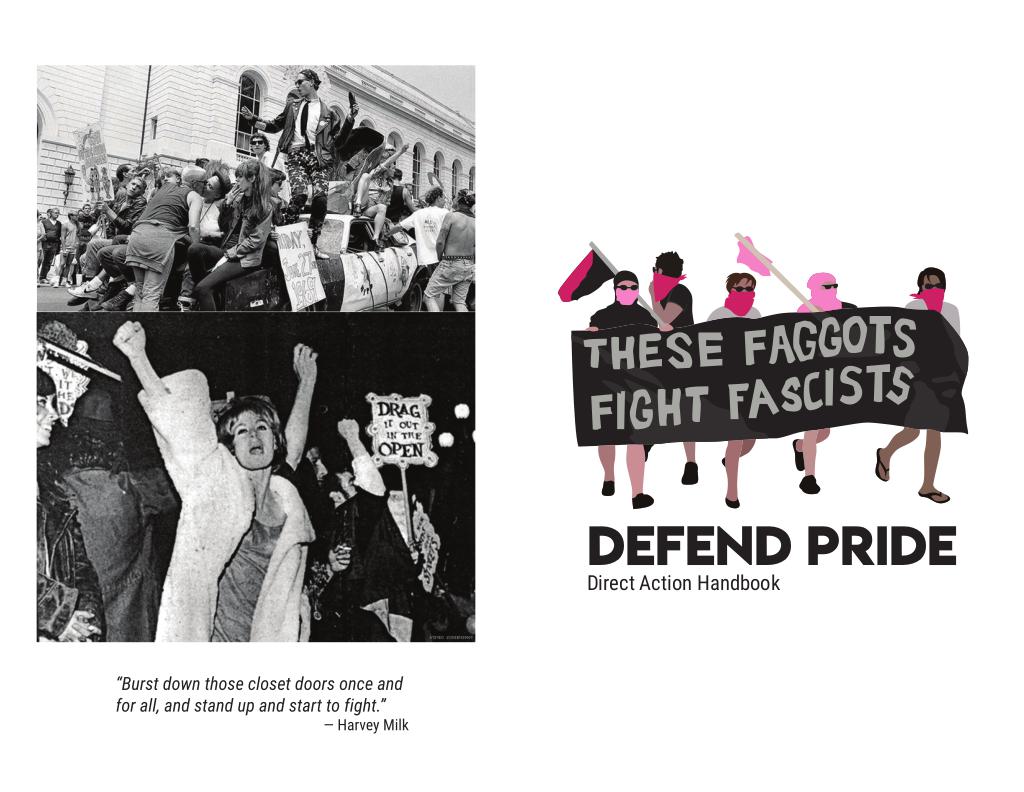 DRAG
IT OUT
IN THE
OPEN
“Burst down those closet doors once and
for all, and stand up and start to fight.”
— Harvey Milk
THESE FAGGOTS
FIGHT FASCISTS
DEFEND PRIDE
Direct Action Handbook